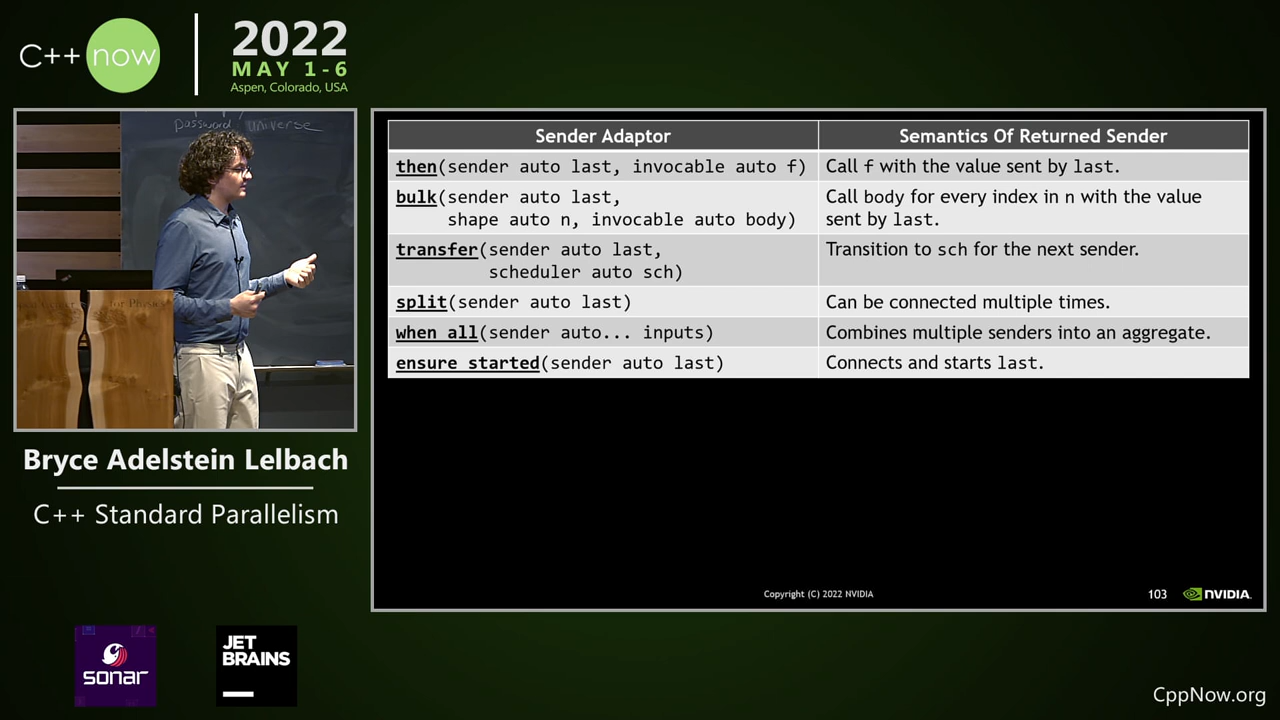 C++ now
2022
MAY 1-6
Aspen, Colorado, USA
password/universe
Bryce Adelstein Lelbach
C++ Standard Parallelism
sonar
JET
BRAINS
Sender Adaptor
Semantics Of Returned Sender
then(sender auto last, invocable auto f)
Call f with the value sent by last.
bulk(sender auto last,
shape auto n, invocable auto body)
Call body for every index in n with the value
sent by last.
transfer(sender auto last,
scheduler auto sch)
Transition to sch for the next sender.
split(sender auto last)
Can be connected multiple times.
when_all(sender auto... inputs)
Combines multiple senders into an aggregate.
ensure_started(sender auto last)
Connects and starts last.
Copyright (C) 2022 NVIDIA
103
NVIDIA.
CppNow.org